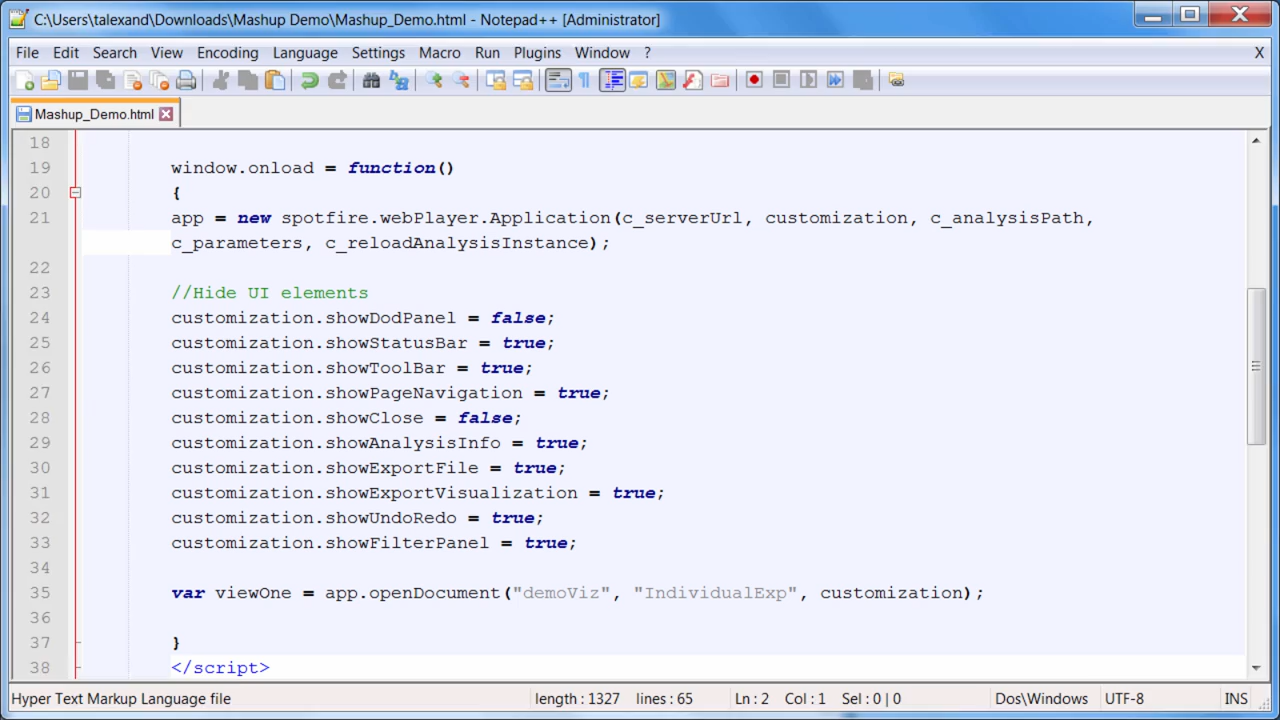 C:\Users\talexand\Downloads\Mashup Demo\Mashup_Demo.html - Notepad++ [Administrator]
File Edit Search View Encoding Language Settings Macro Run Plugins Window ? X
Mashup_Demo.html
18
19 window.onload = function()
20 {
21 app = new spotfire.webPlayer.Application(c_serverUrl, customization, c_analysisPath,
c_parameters, c_reloadAnalysisInstance);
22
23 //Hide UI elements
24 customization.showDodPanel = false;
25 customization.showStatusBar = true;
26 customization.showToolBar = true;
27 customization.showPageNavigation = true;
28 customization.showClose = false;
29 customization.showAnalysisInfo = true;
30 customization.showExportFile = true;
31 customization.showExportVisualization = true;
32 customization.showUndoRedo = true;
33 customization.showFilterPanel = true;
34
35 var viewOne = app.openDocument("demoViz", "IndividualExp", customization);
36
37 }
38 </script>
Hyper Text Markup Language file length : 1327 lines : 65 Ln : 2 Col : 1 Sel : 0 | 0 Dos\Windows UTF-8 INS